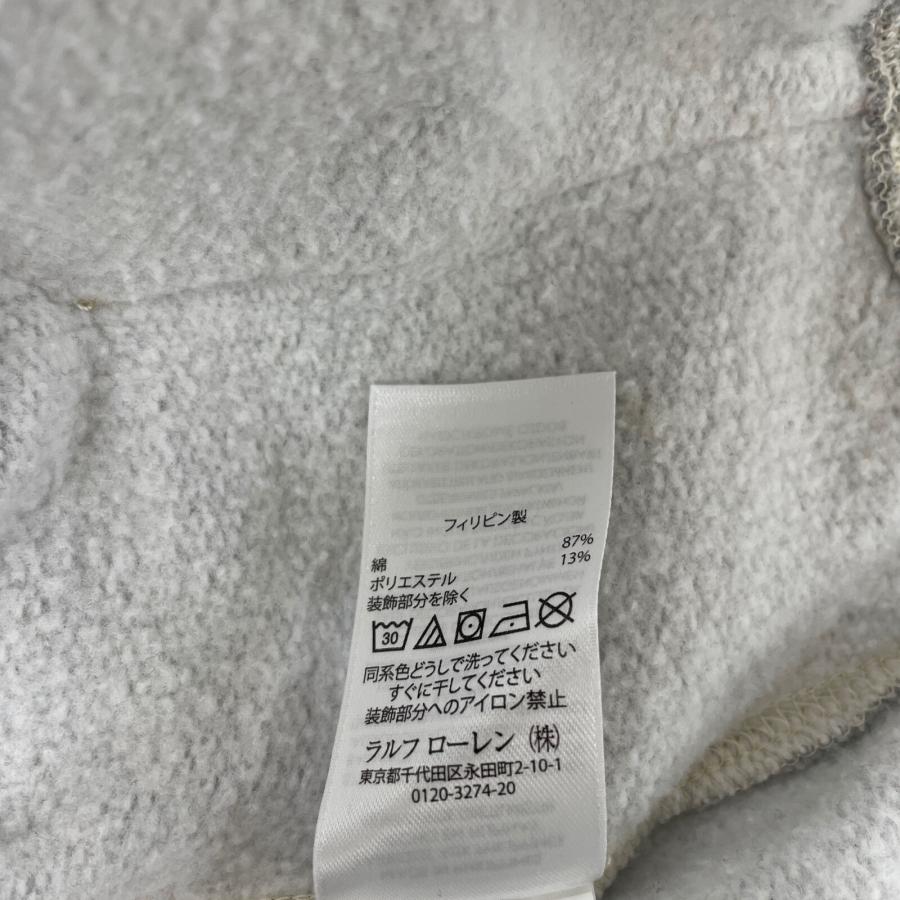 フィリピン製
綿 87%
ポリエステル 13%
装飾部分を除く
30
同系色どうしで洗ってください
すぐに干してください
装飾部分へのアイロン禁止
ラルフ ローレン (株)
東京都千代田区永田町2-10-1
0120-3274-20